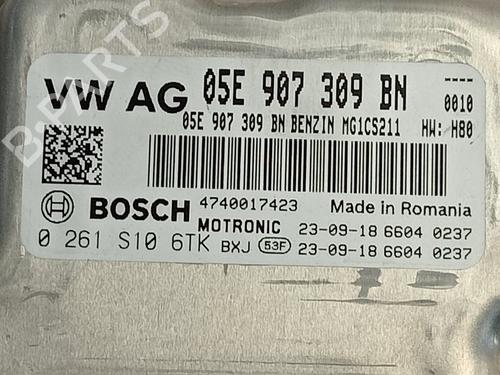 B-PARTS
VW AG 05E 907 309 BN ----
0010
05E 907 309 BN BENZIN MG1CS211 HW: H80
BOSCH 4740017423 Made in Romania
MOTRONIC 23-09-18 6604 0237
0 261 S10 6TK BXJ 53F 23-09-18 6604 0237